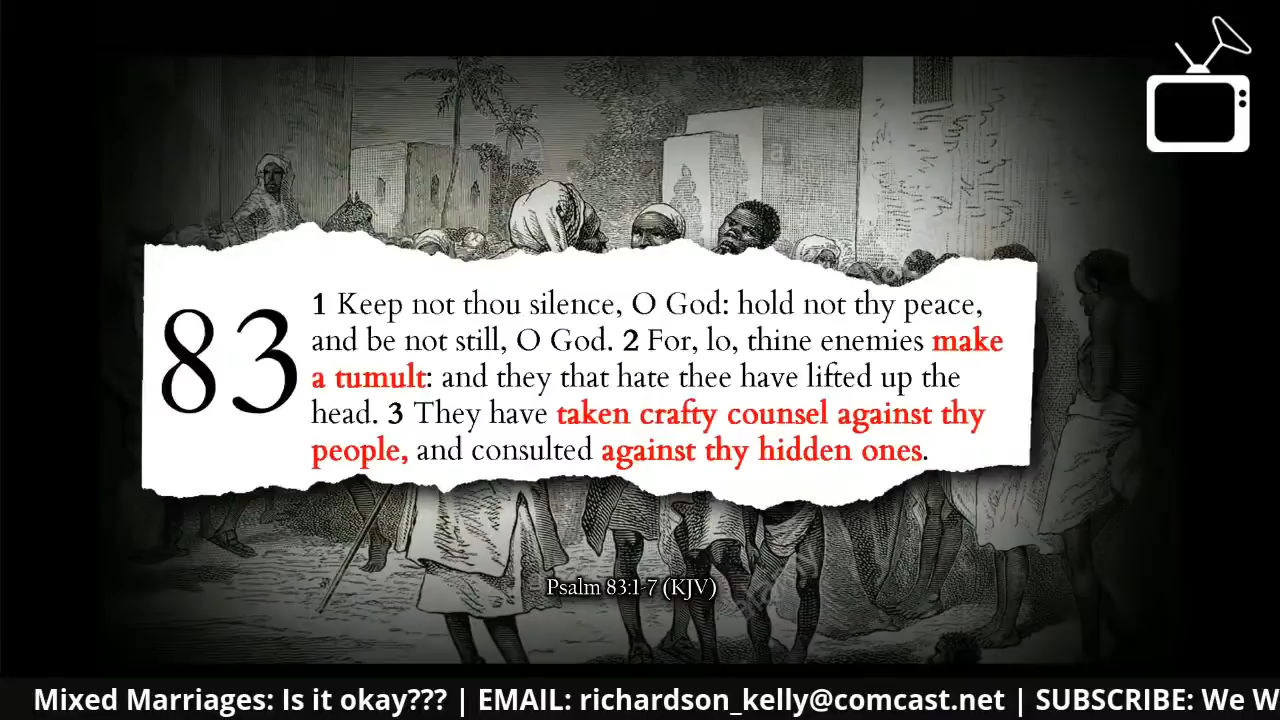 83
1 Keep not thou silence, O God: hold not thy peace,
and be not still, O God. 2 For, lo, thine enemies make
a tumult: and they that hate thee have lifted up the
head. 3 They have taken crafty counsel against thy
people, and consulted against thy hidden ones.
Psalm 83:1-7 (KJV)
Mixed Marriages: Is it okay??? | EMAIL: richardson_kelly@comcast.net | SUBSCRIBE: We W